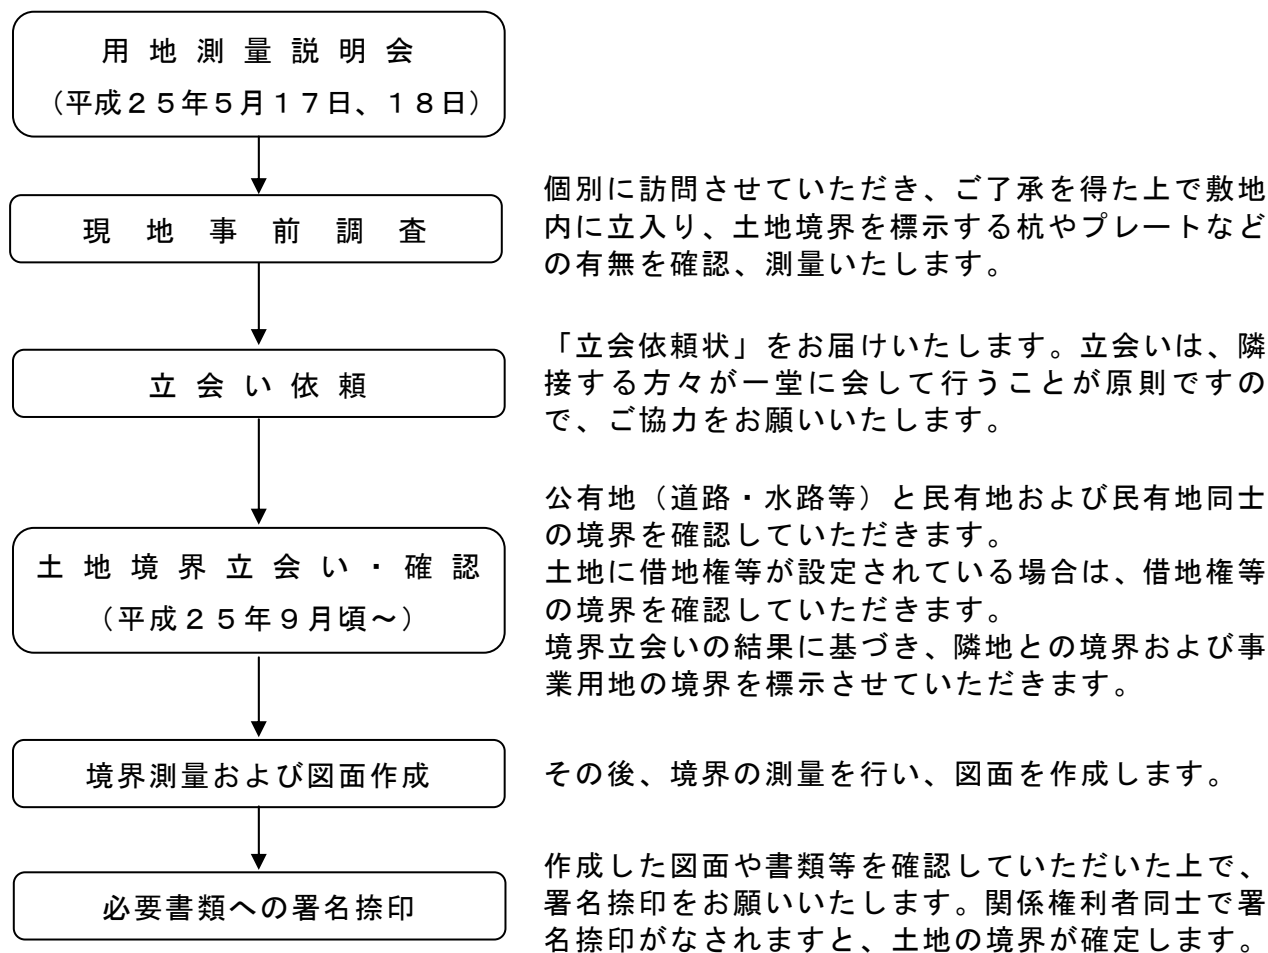 用地測量説明会
（平成２５年５月１７日、１８日）
現地事前調査
個別に訪問させていただき、ご了承を得た上で敷地
内に立入り、土地境界を標示する杭やプレートなど
の有無を確認、測量いたします。
立会い依頼
「立会依頼状」をお届けいたします。立会いは、隣
接する方々が一堂に会して行うことが原則ですの
で、ご協力をお願いいたします。
土地境界立会い・確認
（平成２５年９月頃～）
公有地（道路・水路等）と民有地および民有地同士
の境界を確認していただきます。
土地に借地権等が設定されている場合は、借地権等
の境界を確認していただきます。
境界立会いの結果に基づき、隣地との境界および事
業用地の境界を標示させていただきます。
境界測量および図面作成
その後、境界の測量を行い、図面を作成します。
必要書類への署名捺印
作成した図面や書類等を確認していただいた上で、
署名捺印をお願いいたします。関係権利者同士で署
名捺印がなされますと、土地の境界が確定します。